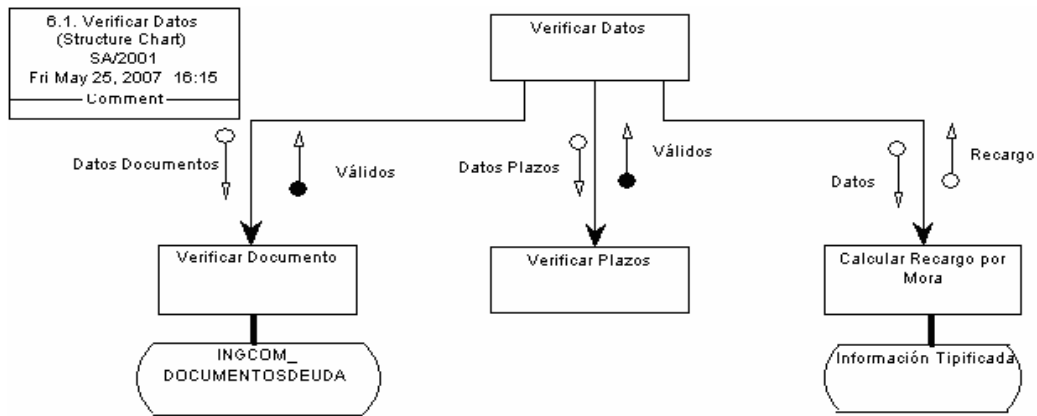 6.1. Verificar Datos
(Structure Chart)
SA/2001
Fri May 25, 2007 16:15
Comment
Verificar Datos
Datos Documentos
Válidos
Datos Plazos
Válidos
Datos
Recargo
Verificar Documento
Verificar Plazos
Calcular Recargo por
Mora
INGCOM_
DOCUMENTOSDEUDA
Información Tipificada